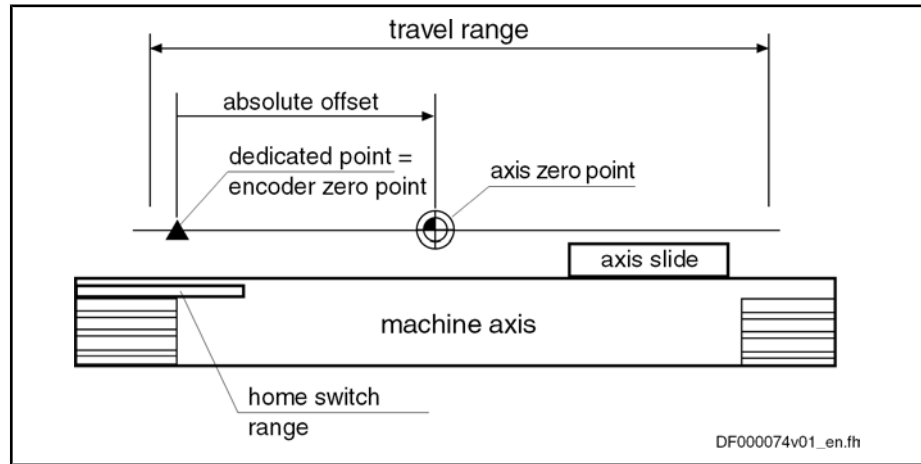 travel range
absolute offset
dedicated point =
encoder zero point
axis zero point
axis slide
machine axis
home switch
range
DF000074v01_en.fh